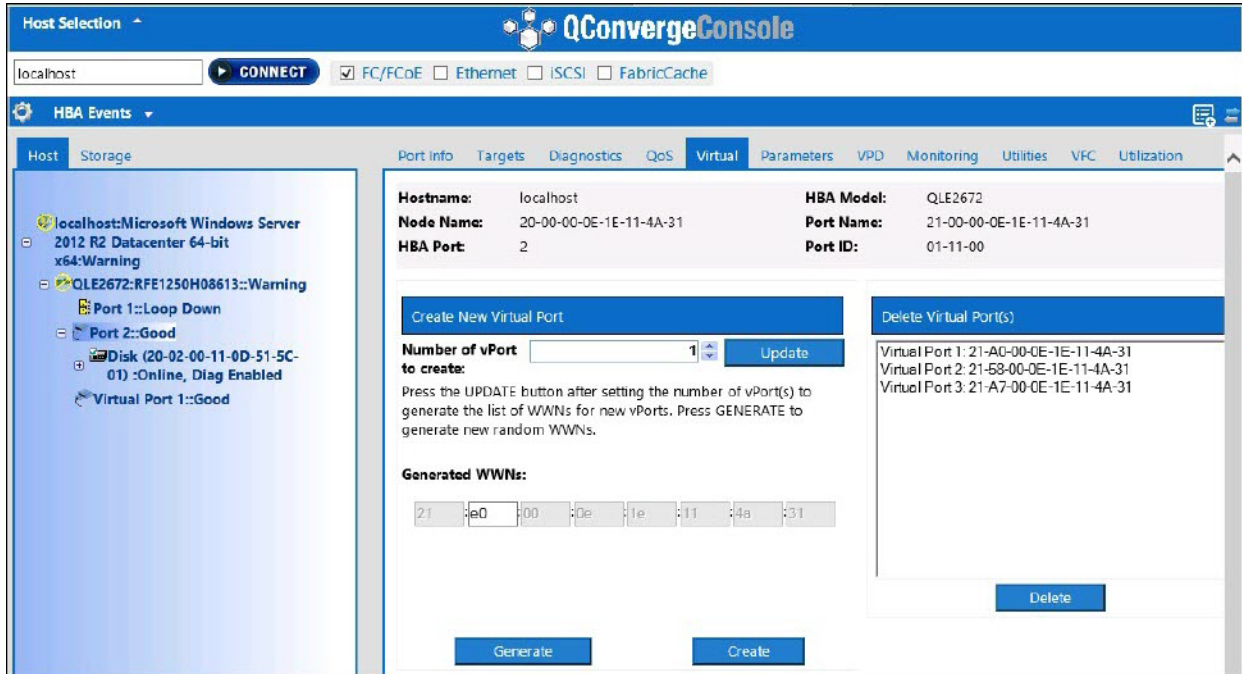 Host Selection
QConvergeConsole
localhost
CONNECT
FC/FCoE
Ethernet
iSCSI
FabricCache
HBA Events
Host
Storage
localhost:Microsoft Windows Server
2012 R2 Datacenter 64-bit
x64:Warning
QLE2672:RFE1250H08613::Warning
Port 1::Loop Down
Port 2::Good
Disk (20-02-00-11-0D-51-5C-
01) :Online, Diag Enabled
Virtual Port 1::Good
Port Info Targets Diagnostics QoS Virtual Parameters VPD Monitoring Utilities VFC Utilization
Hostname: localhost HBA Model: QLE2672
Node Name: 20-00-00-0E-1E-11-4A-31 Port Name: 21-00-00-0E-1E-11-4A-31
HBA Port: 2 Port ID: 01-11-00
Create New Virtual Port
Number of vPort
to create:
1
Update
Press the UPDATE button after setting the number of vPort(s) to
generate the list of WWNs for new vPorts. Press GENERATE to
generate new random WWNs.
Generated WWNs:
21 :e0 :00 :0e :1e :11 :4a :31
Generate
Create
Delete Virtual Port(s)
Virtual Port 1: 21-A0-00-0E-1E-11-4A-31
Virtual Port 2: 21-58-00-0E-1E-11-4A-31
Virtual Port 3: 21-A7-00-0E-1E-11-4A-31
Delete